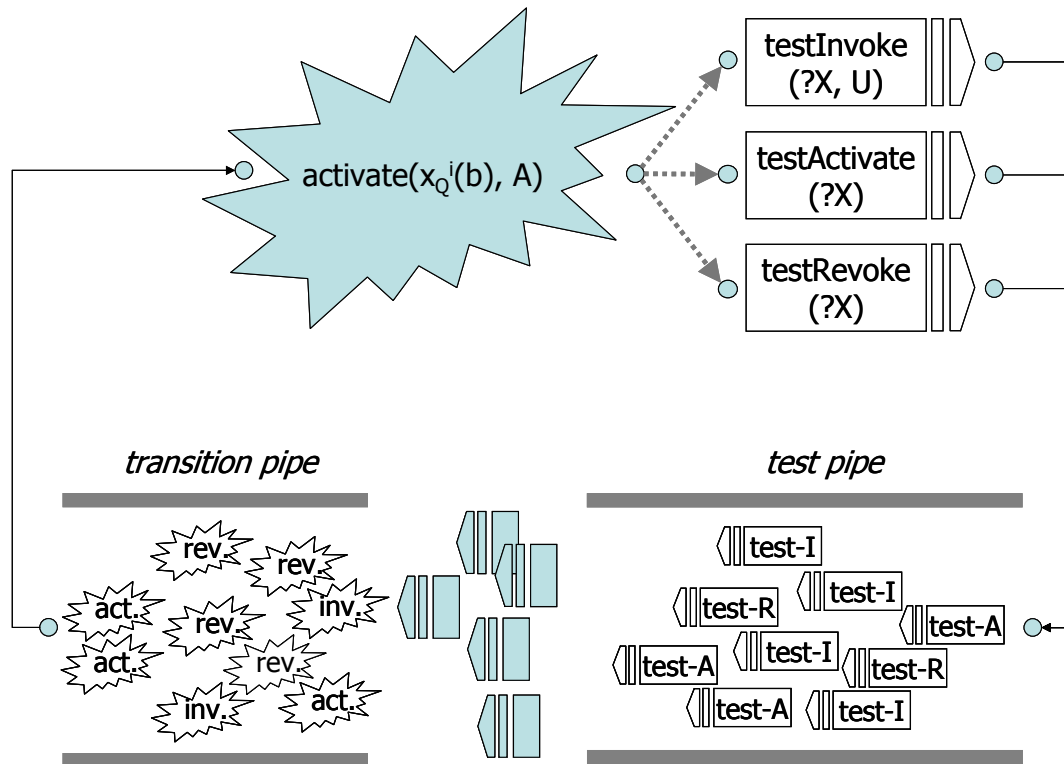 testInvoke
(?X, U)
activate(x_Q^i(b), A)
testActivate
(?X)
testRevoke
(?X)
transition pipe
test pipe
rev.
rev.
act.
rev.
inv.
act.
rev.
inv.
act.
test-I
test-I
test-R
test-A
test-I
test-A
test-R
test-A
test-I